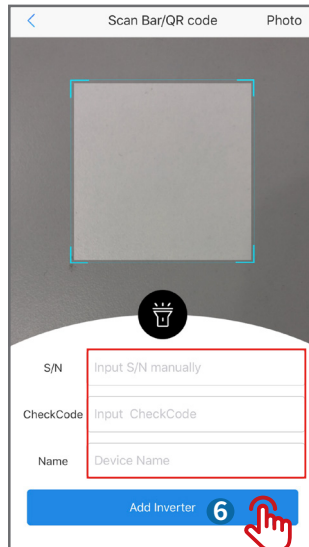 Scan Bar/QR code Photo
S/N Input S/N manually
CheckCode Input CheckCode
Name Device Name
Add Inverter 6